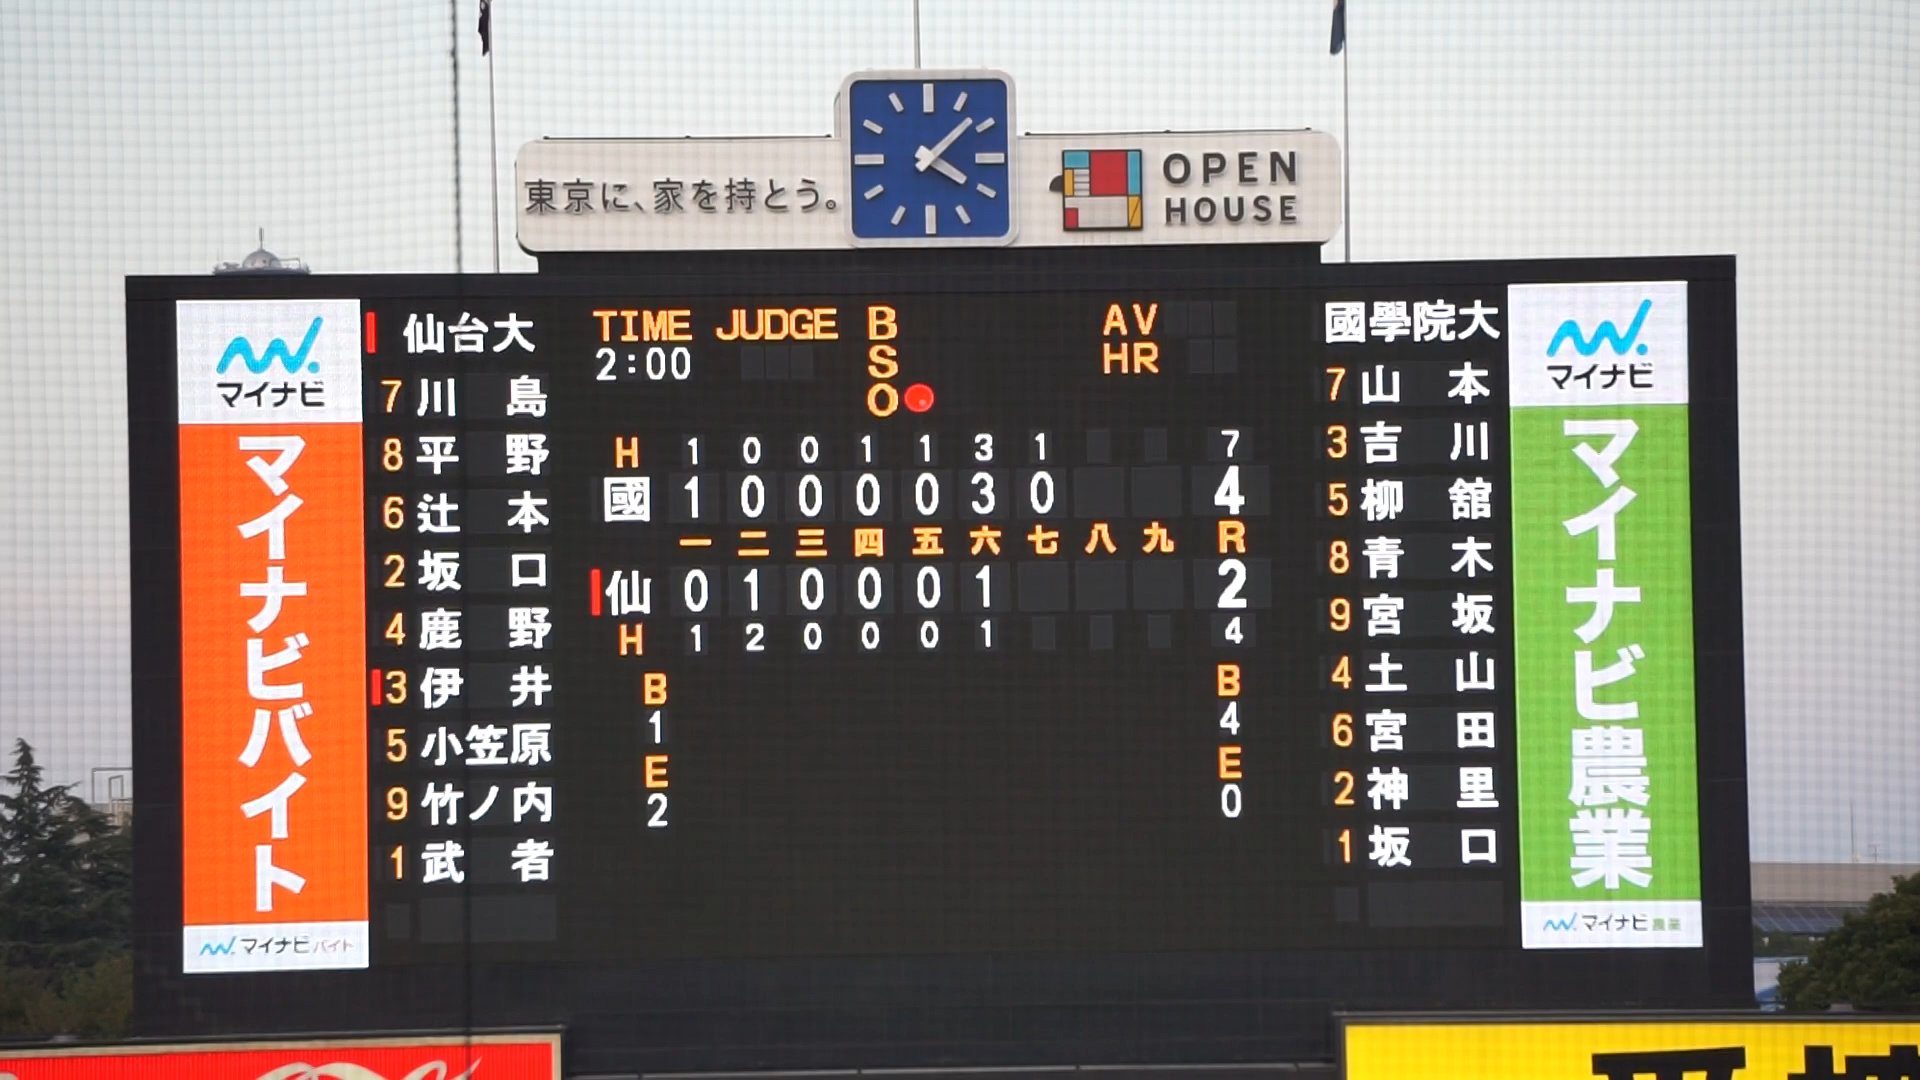 東京に、家を持とう。
OPEN
HOUSE
マイナビ
マイナビバイト
マイナビバイト
仙台大
7 川島
8 平野
6 辻本
2 坂口
4 鹿野
3 伊井
5 小笠原
9 竹ノ内
1 武者
TIME JUDGE B
2:00 S
O
AV
HR
H 1 0 0 1 1 3 1 7
國 1 0 0 0 0 3 0 4
一 二 三 四 五 六 七 八 九 R
仙 0 1 0 0 0 1 2
H 1 2 0 0 0 1 4
B B
1 4
E E
2 0
國學院大
7 山本
3 吉川
5 柳舘
8 青木
9 宮坂
4 土山
6 宮田
2 神里
1 坂口
マイナビ
マイナビ農業
マイナビ農業